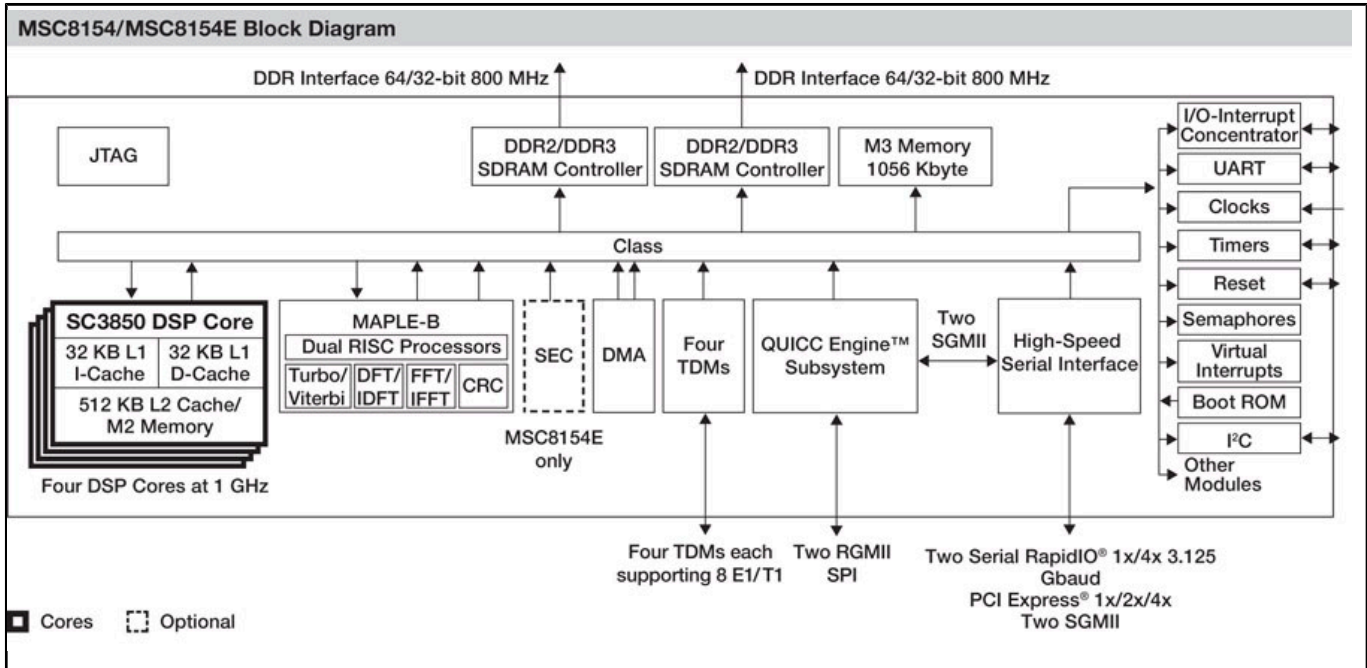 MSC8154/MSC8154E Block Diagram
DDR Interface 64/32-bit 800 MHz
DDR Interface 64/32-bit 800 MHz
JTAG
DDR2/DDR3
SDRAM Controller
DDR2/DDR3
SDRAM Controller
M3 Memory
1056 Kbyte
I/O-Interrupt
Concentrator
UART
Clocks
Timers
Reset
Semaphores
Virtual
Interrupts
Boot ROM
I²C
Other
Modules
Class
SC3850 DSP Core
32 KB L1
I-Cache
32 KB L1
D-Cache
512 KB L2 Cache/
M2 Memory
Four DSP Cores at 1 GHz
MAPLE-B
Dual RISC Processors
Turbo/
Viterbi
DFT/
IDFT
FFT/
IFFT
CRC
SEC
MSC8154E
only
DMA
Four
TDMs
QUICC Engine™
Subsystem
Two
SGMII
High-Speed
Serial Interface
Four TDMs each
supporting 8 E1/T1
Two RGMII
SPI
Two Serial RapidIO® 1x/4x 3.125
Gbaud
PCI Express® 1x/2x/4x
Two SGMII
Cores
Optional